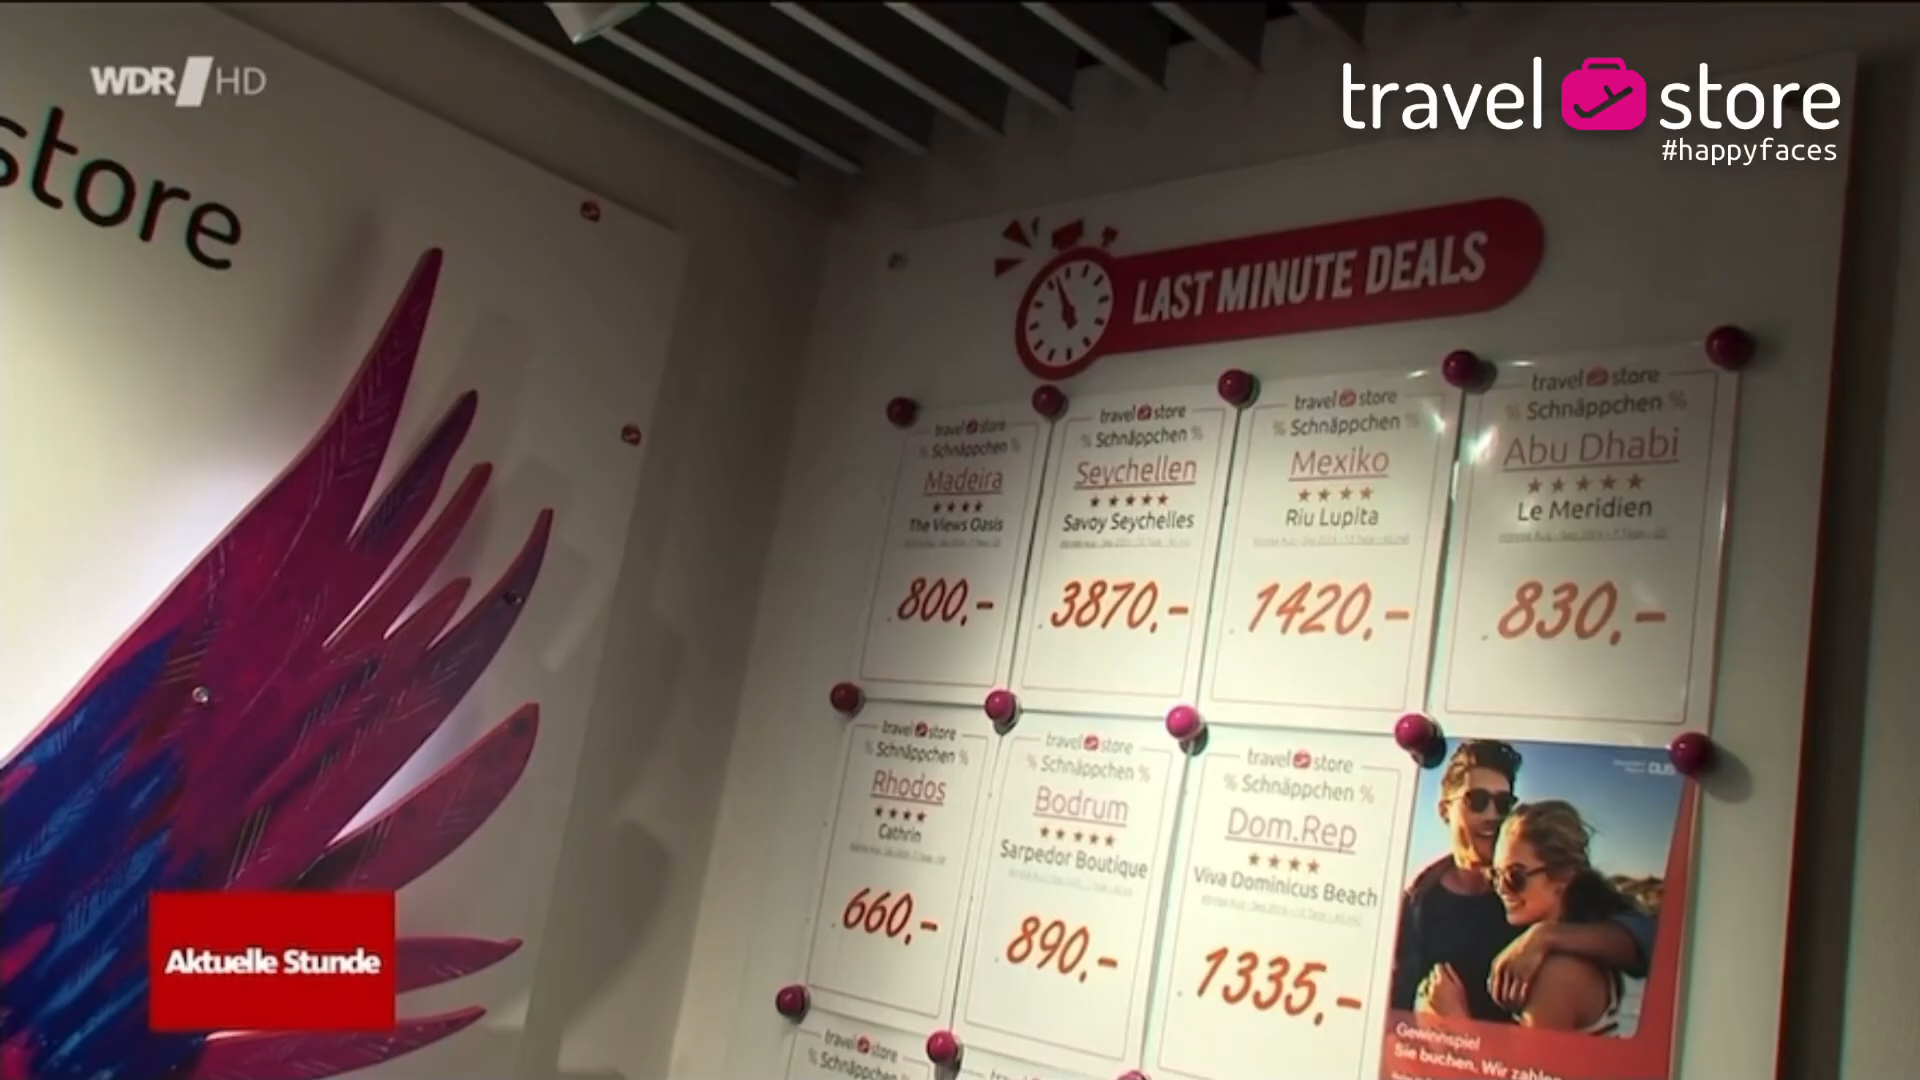 WDR HD
travel store
#happyfaces
store
LAST MINUTE DEALS
travel store
% Schnäppchen %
Madeira
The Views Oasis
800,-
travel store
% Schnäppchen %
Seychellen
Savoy Seychelles
3870,-
travel store
% Schnäppchen %
Mexiko
Riu Lupita
1420,-
travel store
% Schnäppchen %
Abu Dhabi
Le Meridien
830,-
travel store
% Schnäppchen %
Rhodos
Cathrin
660,-
travel store
% Schnäppchen %
Bodrum
Sarpedor Boutique
890,-
travel store
% Schnäppchen %
Dom.Rep
Viva Dominicus Beach
1335,-
Gewinnspiel
Sie buchen. Wir zahlen
travel store
% Schnäppchen %
Aktuelle Stunde